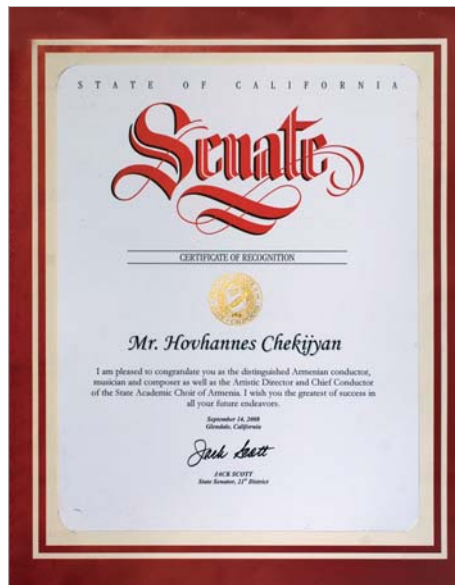 STATE OF CALIFORNIA
Senate
CERTIFICATE OF RECOGNITION
Mr. Hovhannes Chekijyan
I am pleased to congratulate you as the distinguished Armenian conductor,
musician and composer as well as the Artistic Director and Chief Conductor
of the State Academic Choir of Armenia. I wish you the greatest of success in
all your future endeavors.
September 14, 2008
Glendale, California
Jack Scott
JACK SCOTT
State Senator, 21st District